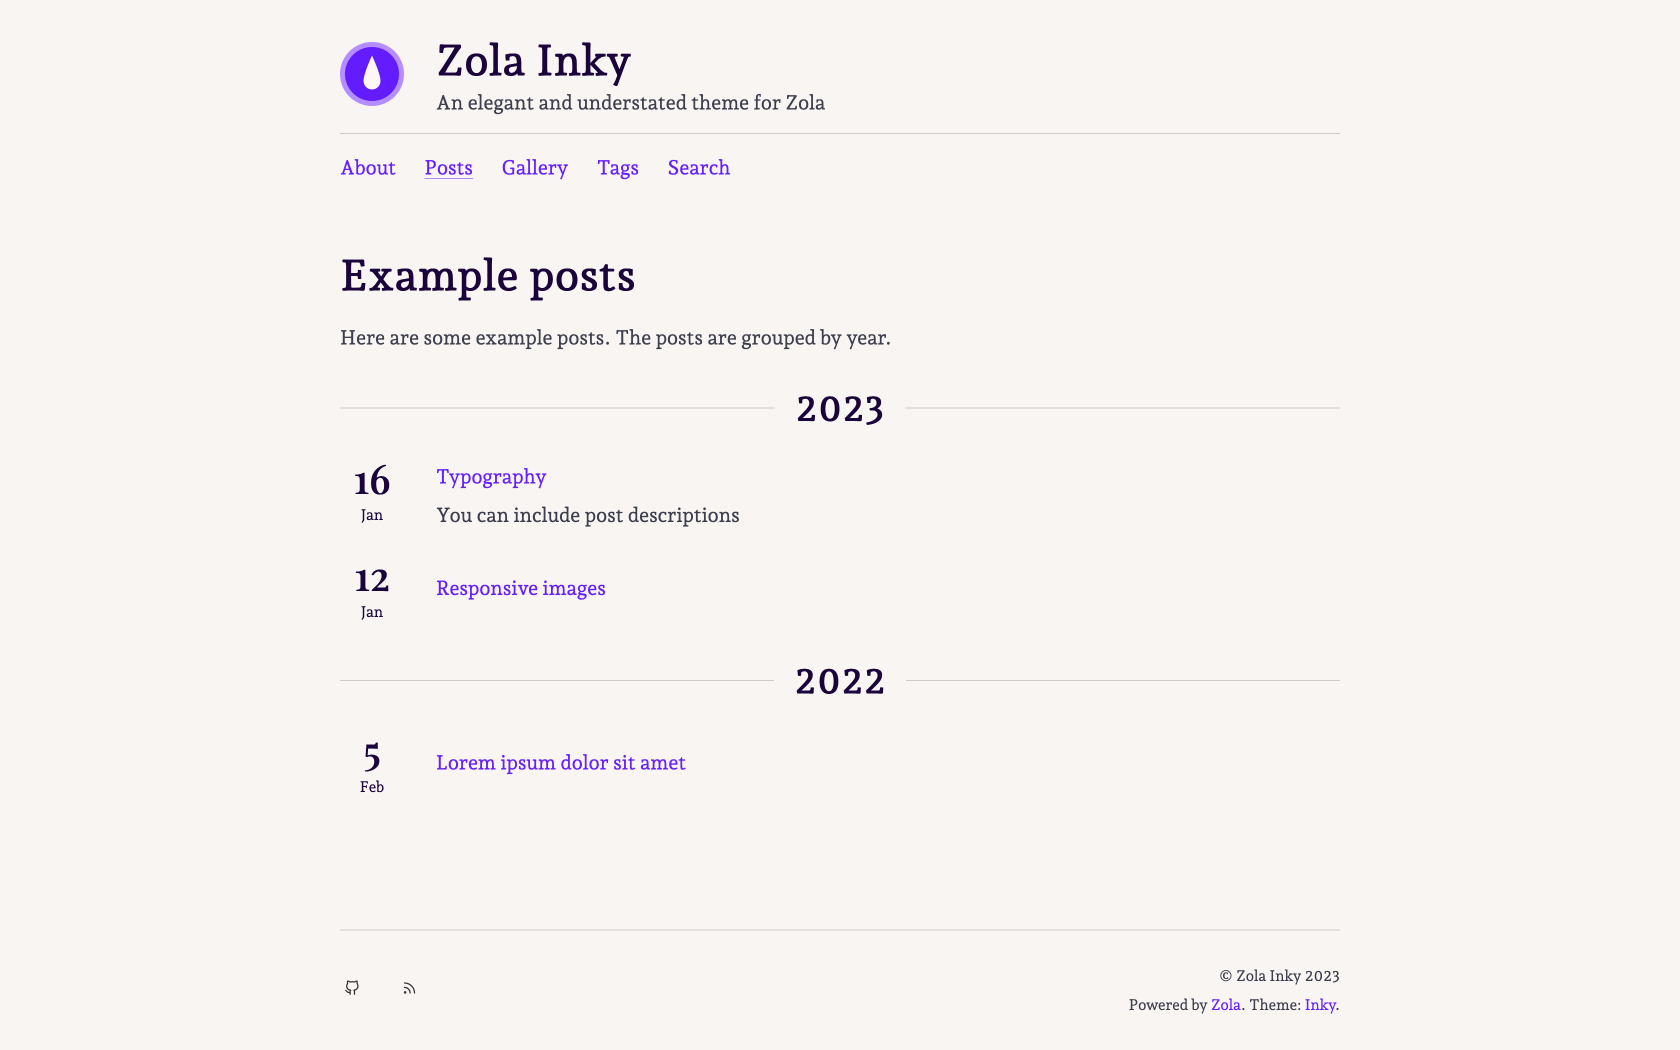 Zola Inky
An elegant and understated theme for Zola
About Posts Gallery Tags Search
Example posts
Here are some example posts. The posts are grouped by year.
2023
16
Jan
Typography
You can include post descriptions
12
Jan
Responsive images
2022
5
Feb
Lorem ipsum dolor sit amet
© Zola Inky 2023
Powered by Zola. Theme: Inky.